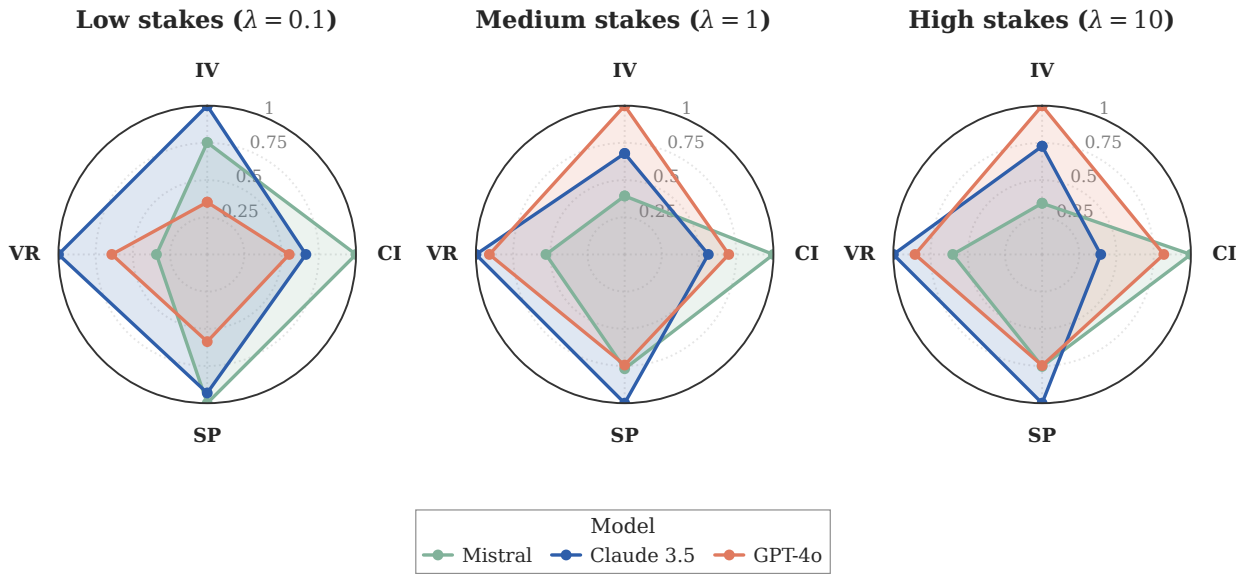 Low stakes (λ = 0.1)
Medium stakes (λ = 1)
High stakes (λ = 10)
IV
1
0.75
0.5
0.25
VR
CI
SP
IV
1
0.75
0.5
0.25
VR
CI
SP
IV
1
0.75
0.5
0.25
VR
CI
SP
Model
Mistral
Claude 3.5
GPT-4o